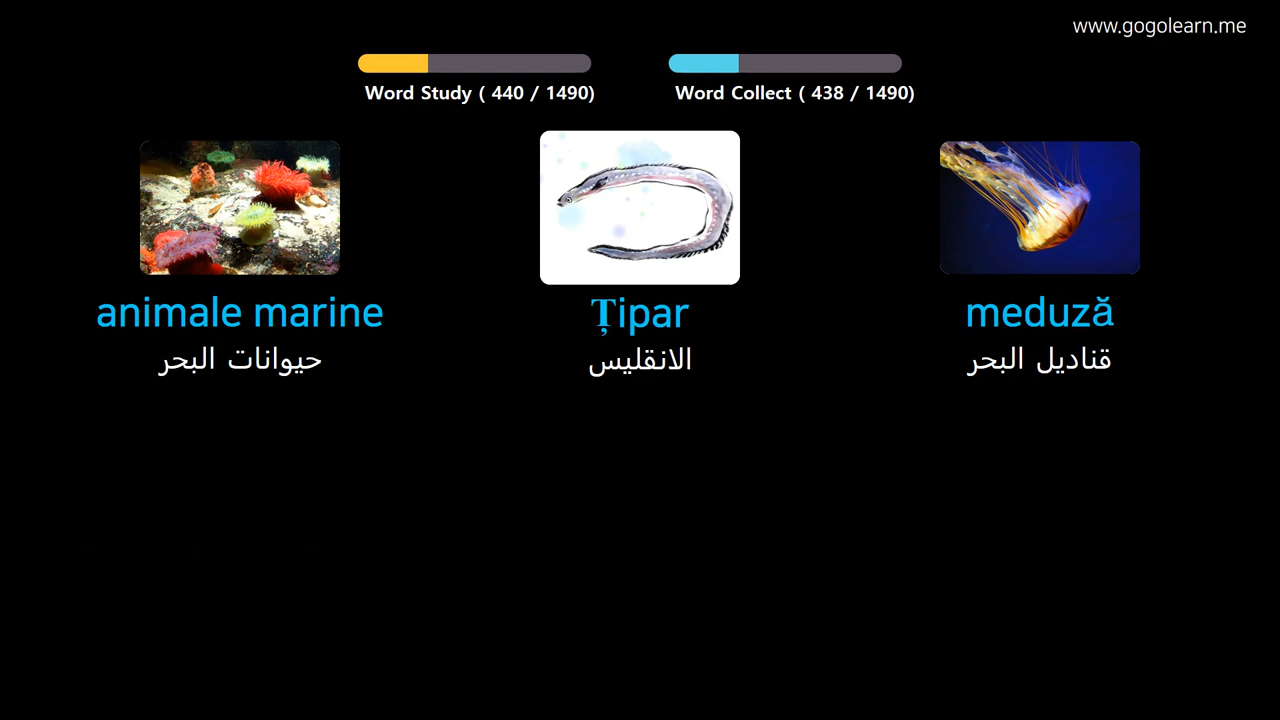 www.gogolearn.me
Word Study ( 440 / 1490)
Word Collect ( 438 / 1490)
animale marine
حيوانات البحر
Țipar
الانقليس
meduză
قناديل البحر